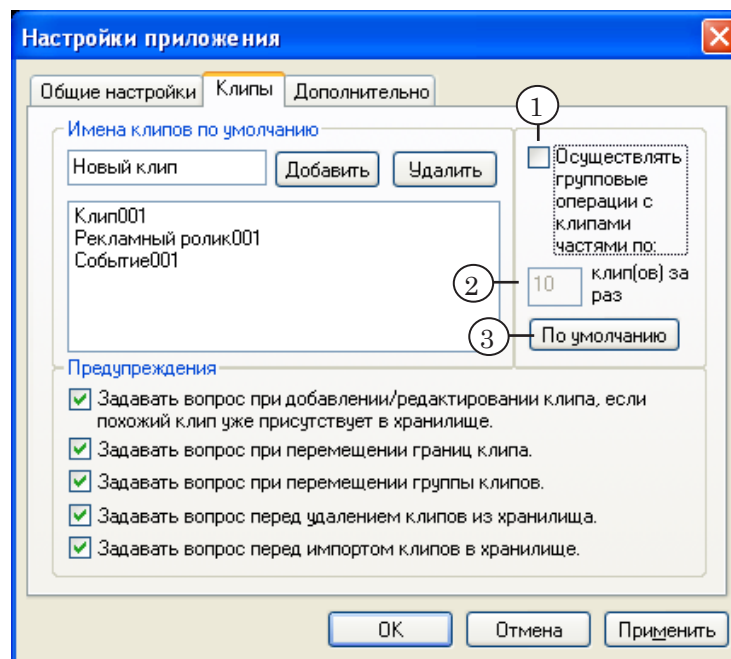 Настройки приложения
Общие настройки Клипы Дополнительно
1
Имена клипов по умолчанию
Новый клип Добавить Удалить
Клип001
Рекламный ролик001
Событие001
Осуществлять
групповые
операции с
клипами
частями по:
2
10 клип(ов) за
раз
3
По умолчанию
Предупреждения
Задавать вопрос при добавлении/редактировании клипа, если
похожий клип уже присутствует в хранилище.
Задавать вопрос при перемещении границ клипа.
Задавать вопрос при перемещении группы клипов.
Задавать вопрос перед удалением клипов из хранилища.
Задавать вопрос перед импортом клипов в хранилище.
OK Отмена Применить